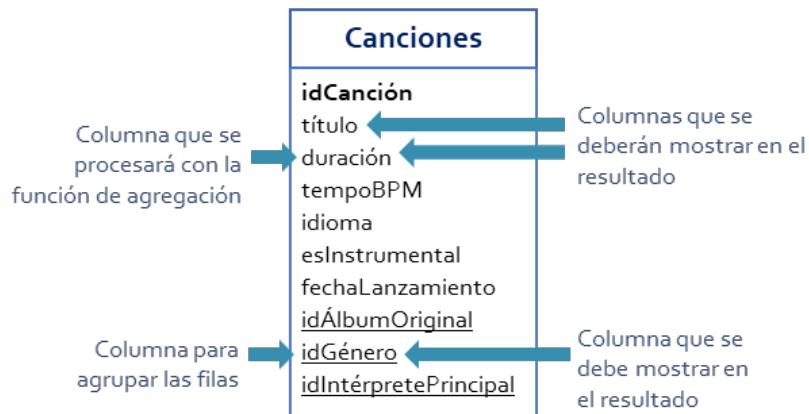 Canciones
idCanción
título
duración
tempoBPM
idioma
esInstrumental
fechaLanzamiento
idÁlbumOriginal
idGénero
idIntérpretePrincipal
Columna que se
procesará con la
función de agregación
Columnas que se
deberán mostrar en el
resultado
Columna para
agrupar las filas
Columna que se
debe mostrar en
el resultado